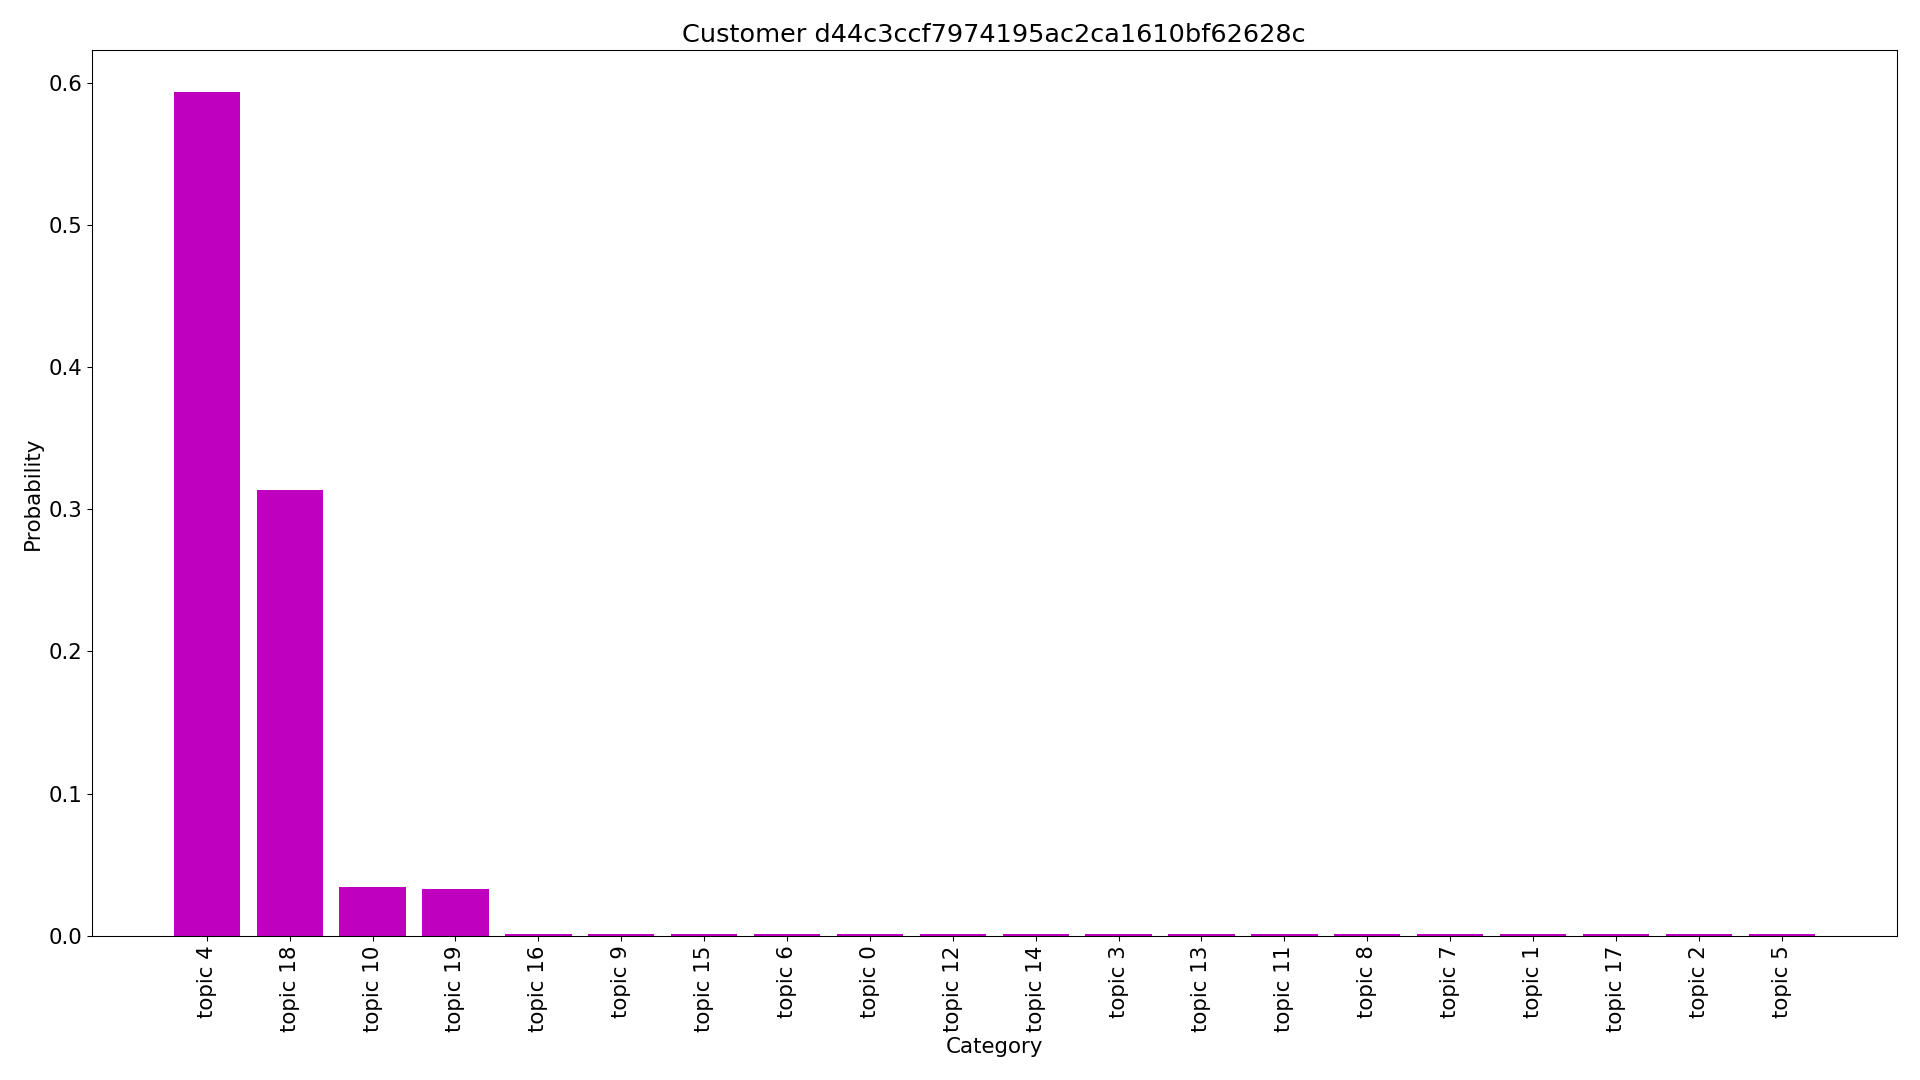 Customer d44c3ccf7974195ac2ca1610bf62628c
Probability
0.6
0.5
0.4
0.3
0.2
0.1
0.0
topic 4
topic 18
topic 10
topic 19
topic 16
topic 9
topic 15
topic 6
topic 0
topic 12
topic 14
topic 3
topic 13
topic 11
topic 8
topic 7
topic 1
topic 17
topic 2
topic 5
Category